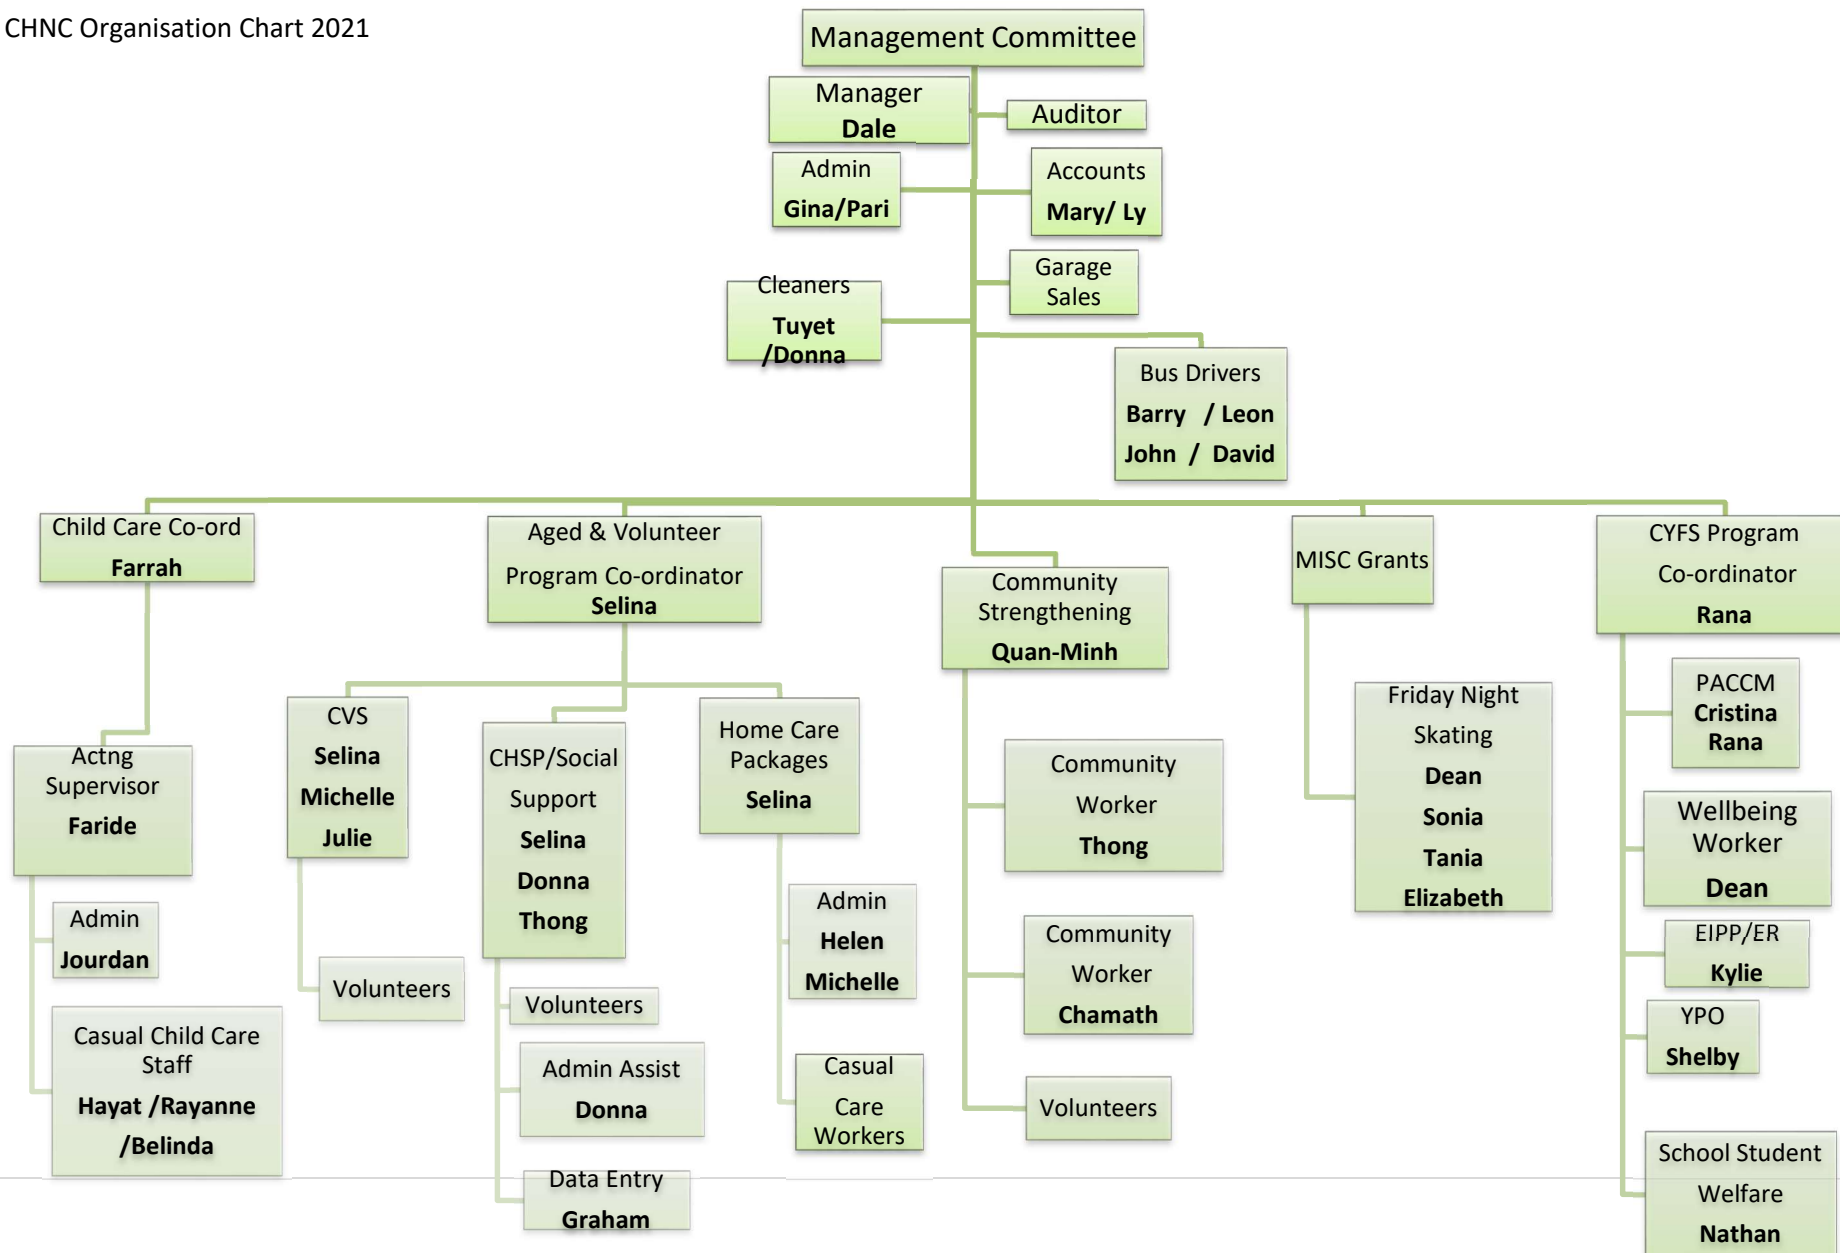 CHNC Organisation Chart 2021
Management Committee
Manager
Dale
Auditor
Admin
Gina/Pari
Accounts
Mary/ Ly
Garage
Sales
Cleaners
Tuyet
/Donna
Bus Drivers
Barry / Leon
John / David
Child Care Co-ord
Farrah
Aged & Volunteer
Program Co-ordinator
Selina
Community
Strengthening
Quan-Minh
MISC Grants
CYFS Program
Co-ordinator
Rana
Actng
Supervisor
Faride
Admin
Jourdan
Casual Child Care
Staff
Hayat /Rayanne
/Belinda
CVS
Selina
Michelle
Julie
Volunteers
CHSP/Social
Support
Selina
Donna
Thong
Volunteers
Admin Assist
Donna
Data Entry
Graham
Home Care
Packages
Selina
Admin
Helen
Michelle
Casual
Care
Workers
Community
Worker
Thong
Community
Worker
Chamath
Volunteers
Friday Night
Skating
Dean
Sonia
Tania
Elizabeth
PACCM
Cristina
Rana
Wellbeing
Worker
Dean
EIPP/ER
Kylie
YPO
Shelby
School Student
Welfare
Nathan